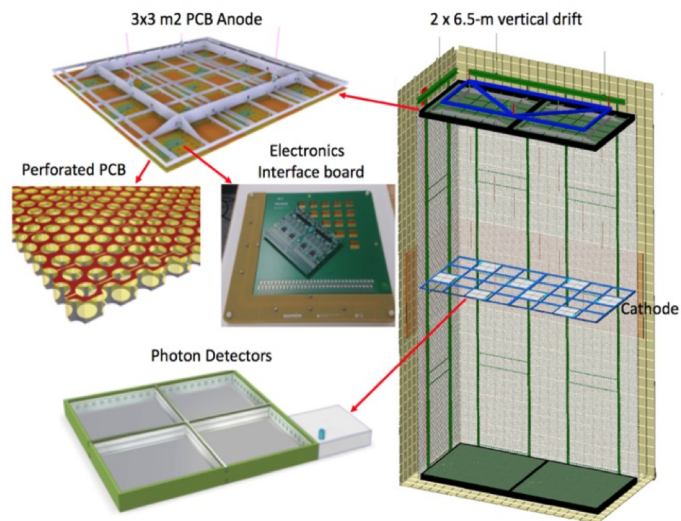 3x3 m2 PCB Anode
2 x 6.5-m vertical drift
Perforated PCB
Electronics
Interface board
Cathode
Photon Detectors